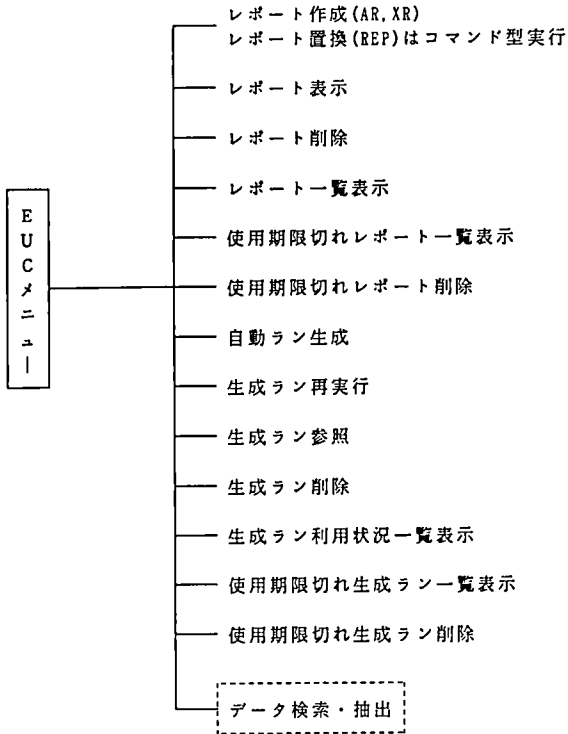 レポート作成(AR,XR)
レポート置換(REP)はコマンド型実行
レポート表示
レポート削除
レポート一覧表示
使用期限切れレポート一覧表示
使用期限切れレポート削除
自動ラン生成
生成ラン再実行
生成ラン参照
生成ラン削除
生成ラン利用状況一覧表示
使用期限切れ生成ラン一覧表示
使用期限切れ生成ラン削除
データ検索・抽出
EUCメニュー